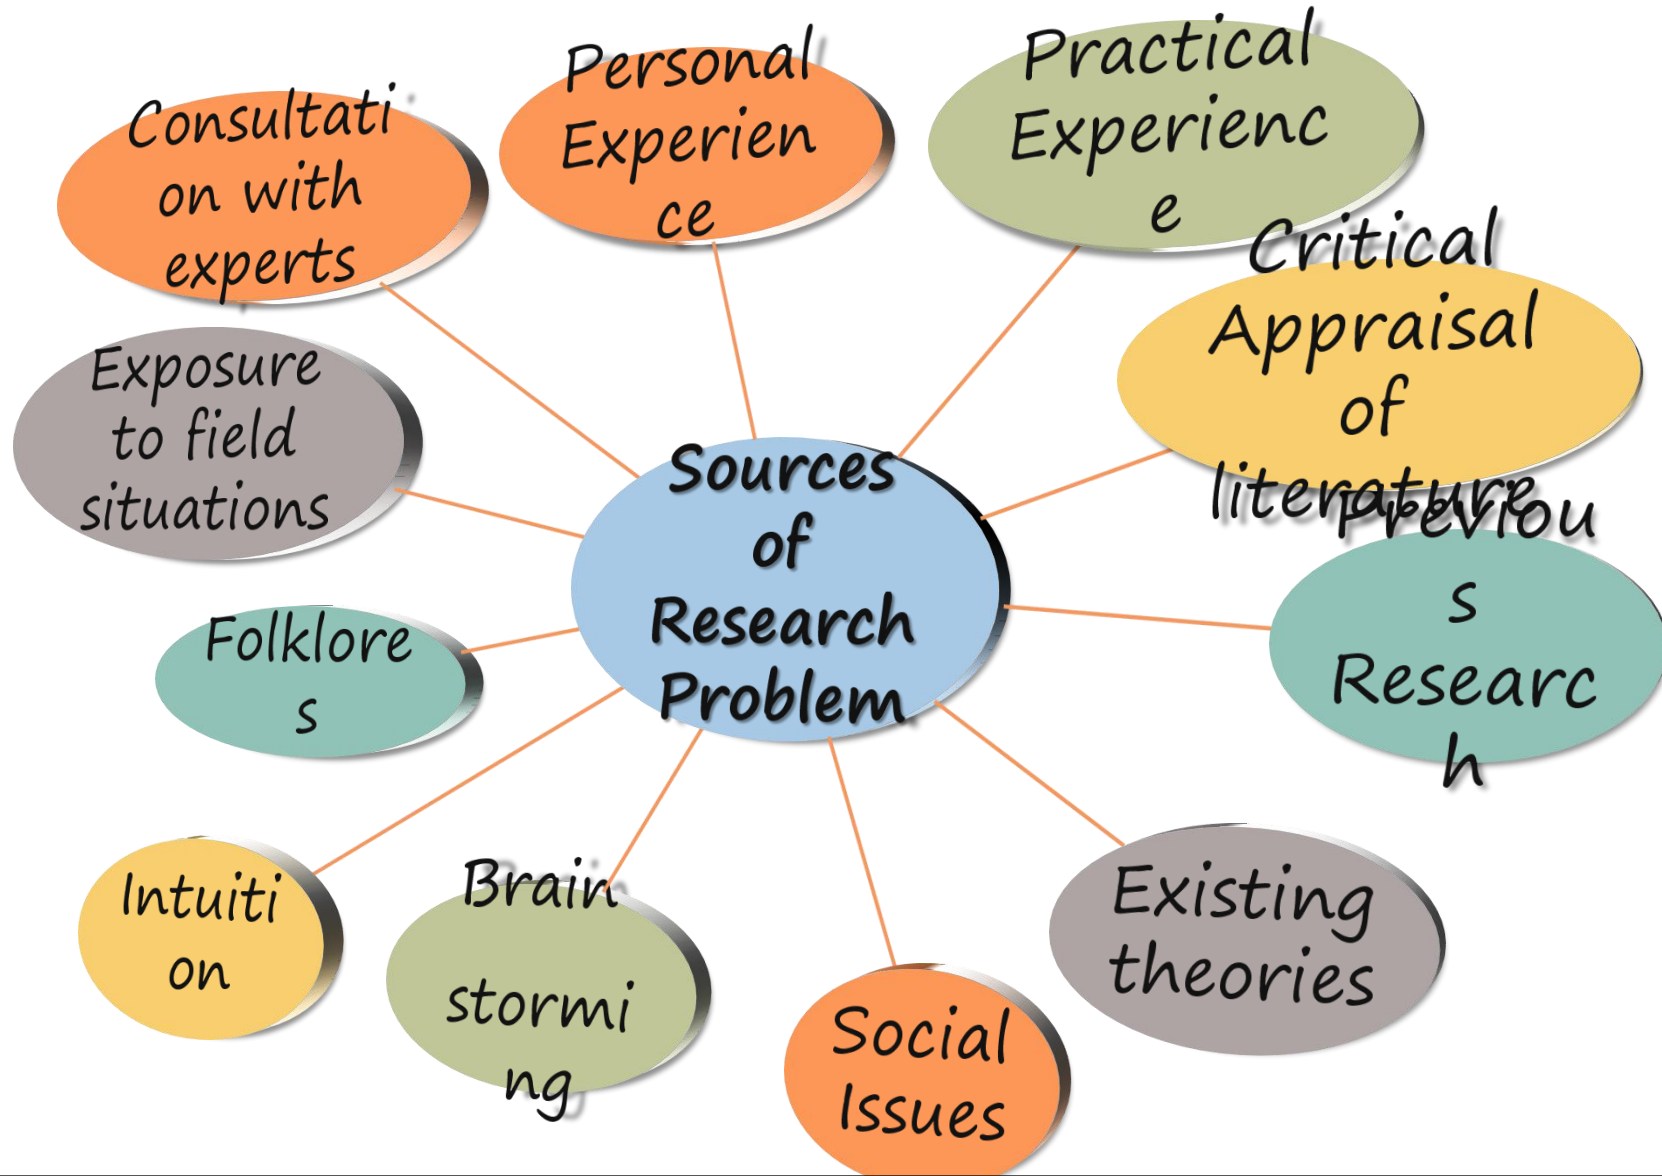 Consultati
on with
experts
Personal
Experien
ce
Practical
Experienc
e
Critical
Appraisal
of
literature
Previou
s
Researc
h
Existing
theories
Social
Issues
Brain
stormi
ng
Intuiti
on
Folklore
s
Exposure
to field
situations
Sources
of
Research
Problem